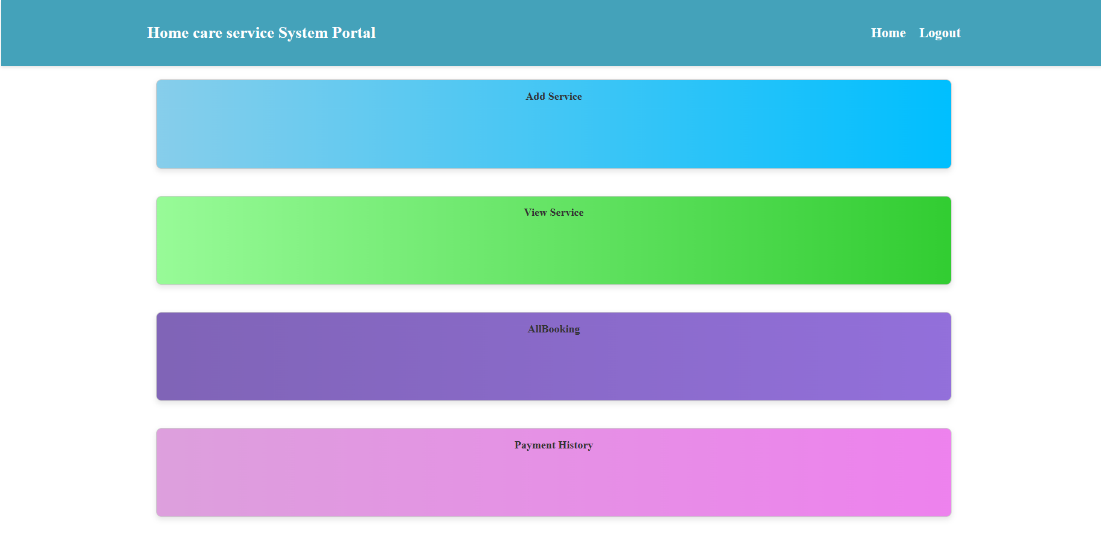 Home care service System Portal
Home Logout
Add Service
View Service
AllBooking
Payment History